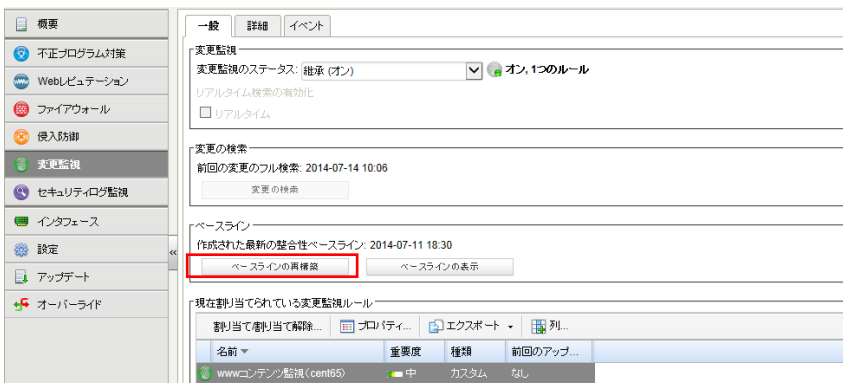 概要
不正プログラム対策
Webレピュテーション
ファイアウォール
侵入防御
変更監視
セキュリティログ監視
インタフェース
設定
アップデート
オーバーライド
«
一般 詳細 イベント
変更監視
変更監視のステータス: 継承 (オン) オン, 1つのルール
リアルタイム検索の有効化
リアルタイム
変更の検索
前回の変更のフル検索: 2014-07-14 10:06
変更の検索
ベースライン
作成された最新の整合性ベースライン: 2014-07-11 18:30
ベースラインの再構築 ベースラインの表示
現在割り当てられている変更監視ルール
割り当て/割り当て解除... プロパティ... エクスポート 列...
名前 重要度 種類 前回のアップ...
wwwコンテンツ監視(cent65) 中 カスタム なし